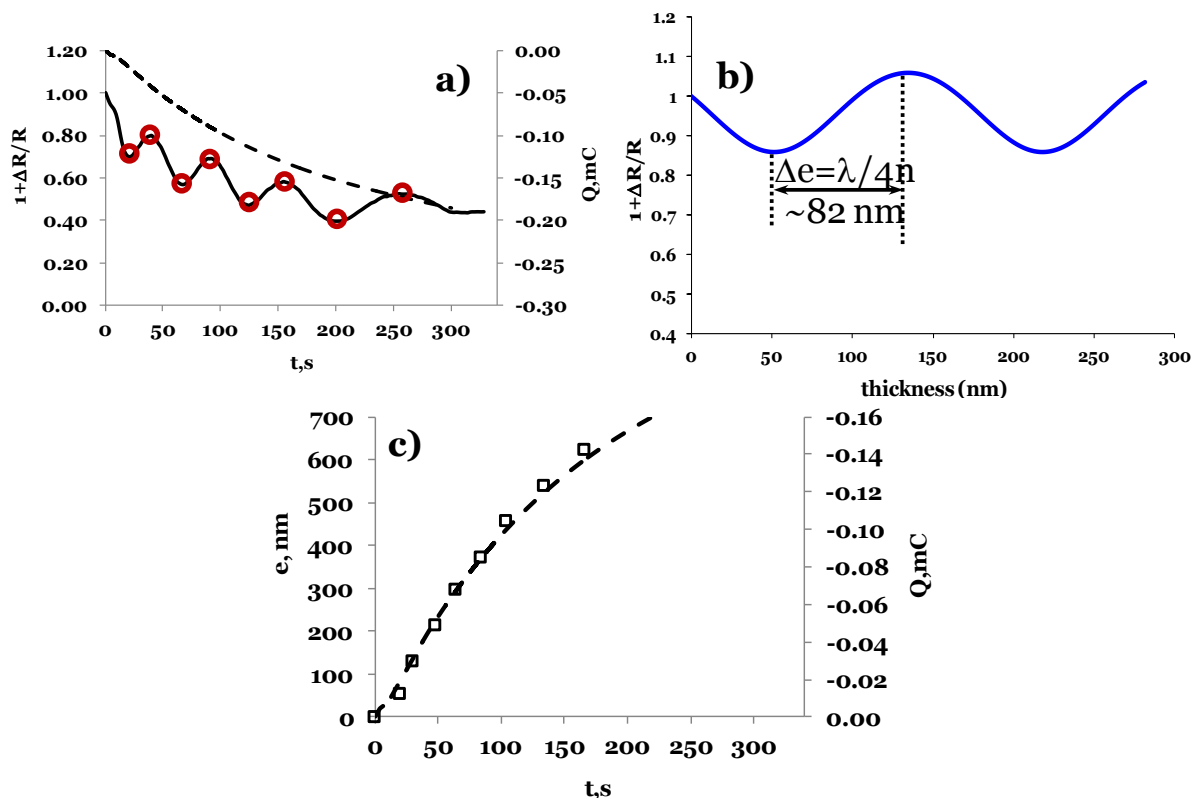 a)
1.20
1.00
0.80
0.60
0.40
0.20
0.00
1+ΔR/R
0.00
-0.05
-0.10
-0.15
-0.20
-0.25
-0.30
Q,mC
0 50 100 150 200 250 300
t,s
b)
1.2
1.1
1
0.9
0.8
0.7
0.6
0.5
0.4
1+ΔR/R
Δe=λ/4n
~82 nm
0 50 100 150 200 250 300
thickness (nm)
c)
700
600
500
400
300
200
100
0
e, nm
-0.16
-0.14
-0.12
-0.10
-0.08
-0.06
-0.04
-0.02
0.00
Q,mC
0 50 100 150 200 250 300
t,s